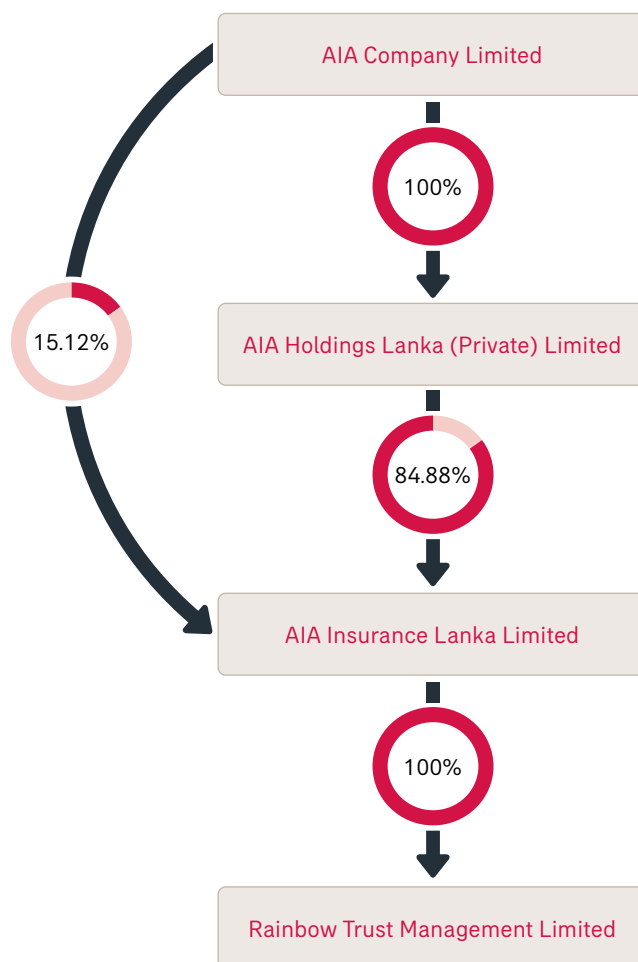 AIA Company Limited
100%
AIA Holdings Lanka (Private) Limited
15.12%
84.88%
AIA Insurance Lanka Limited
100%
Rainbow Trust Management Limited